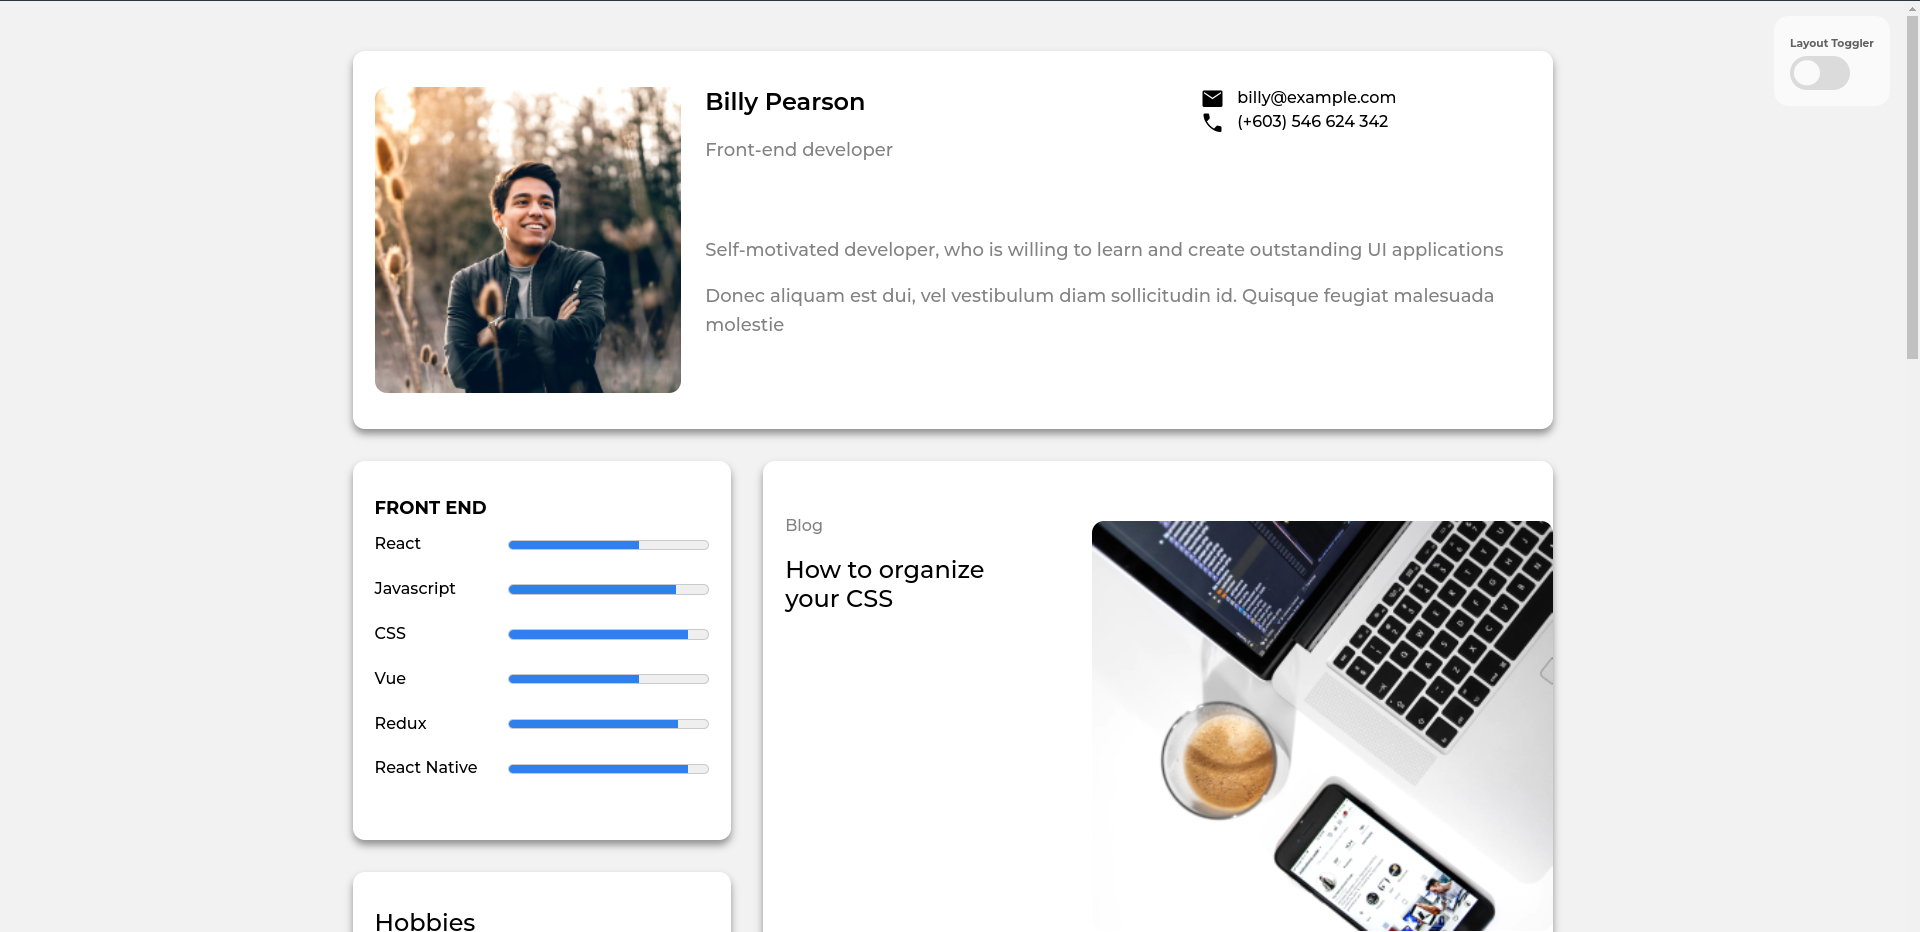 Layout Toggler
Billy Pearson
billy@example.com
(+603) 546 624 342
Front-end developer
Self-motivated developer, who is willing to learn and create outstanding UI applications
Donec aliquam est dui, vel vestibulum diam sollicitudin id. Quisque feugiat malesuada
molestie
FRONT END
React
Javascript
CSS
Vue
Redux
React Native
Blog
How to organize
your CSS
Hobbies